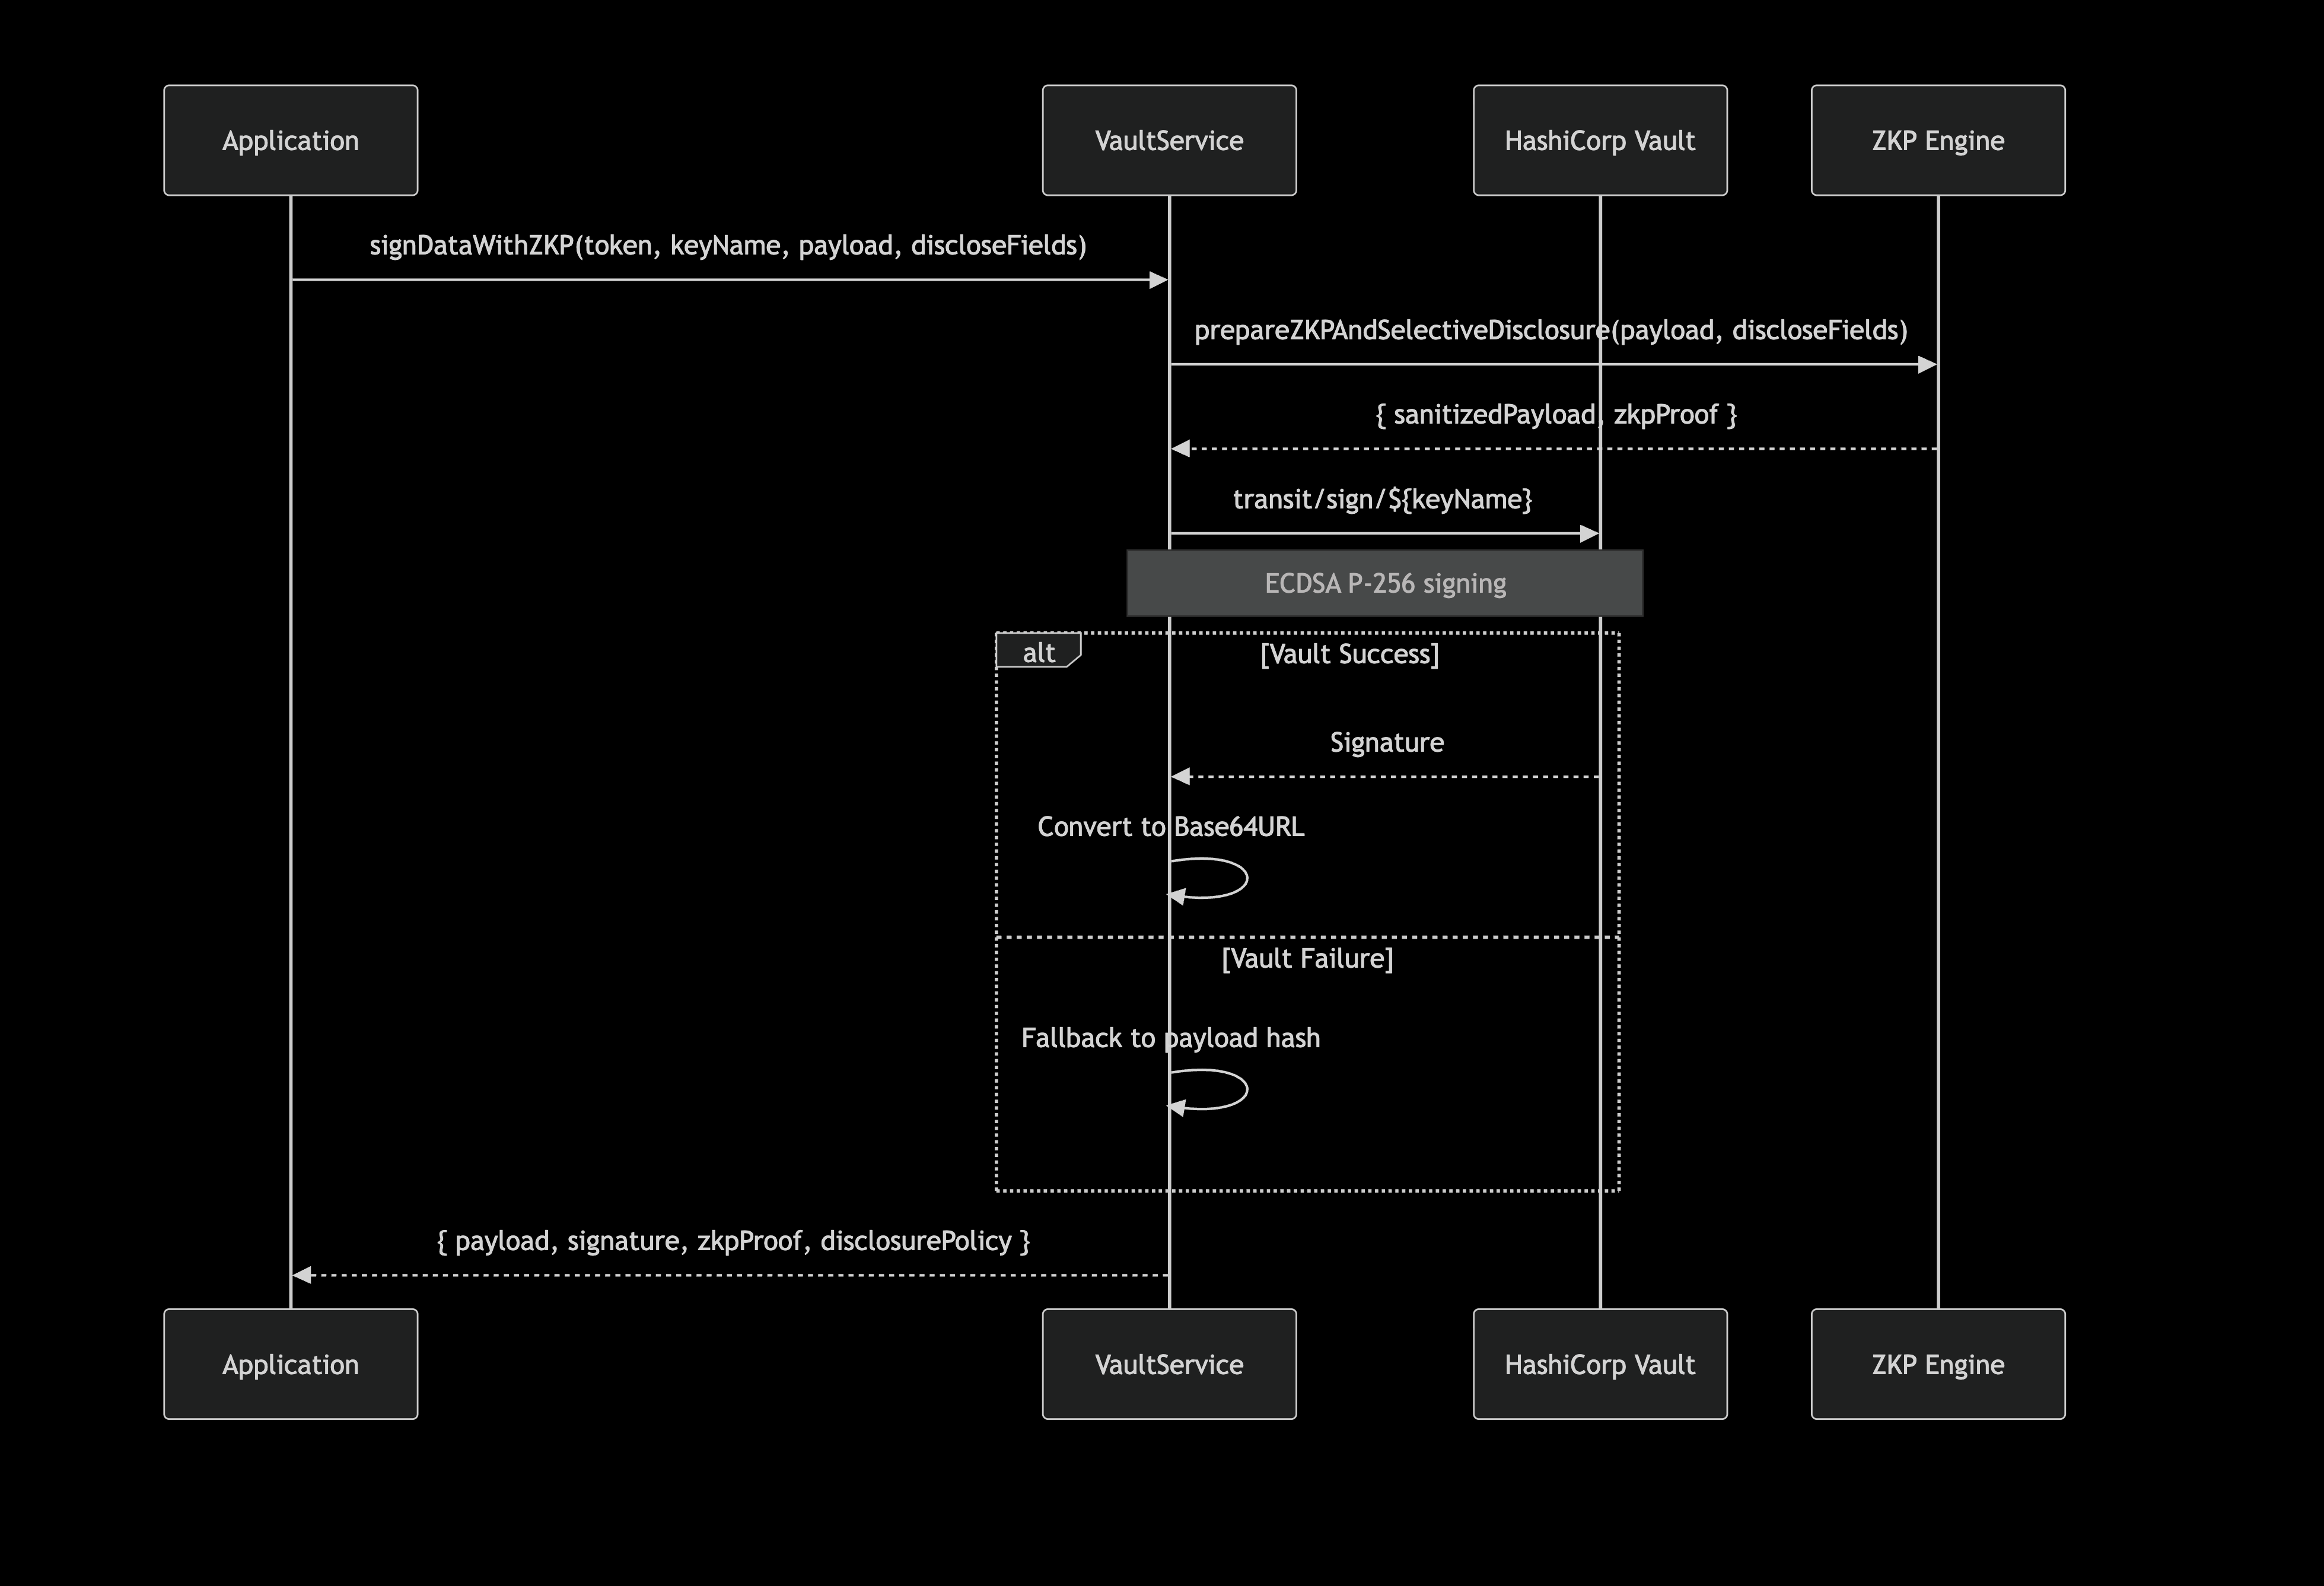 Application
VaultService
HashiCorp Vault
ZKP Engine
signDataWithZKP(token, keyName, payload, discloseFields)
prepareZKPAndSelectiveDisclosure(payload, discloseFields)
{ sanitizedPayload, zkpProof }
transit/sign/${keyName}
ECDSA P-256 signing
alt
[Vault Success]
Signature
Convert to Base64URL
[Vault Failure]
Fallback to payload hash
{ payload, signature, zkpProof, disclosurePolicy }
Application
VaultService
HashiCorp Vault
ZKP Engine